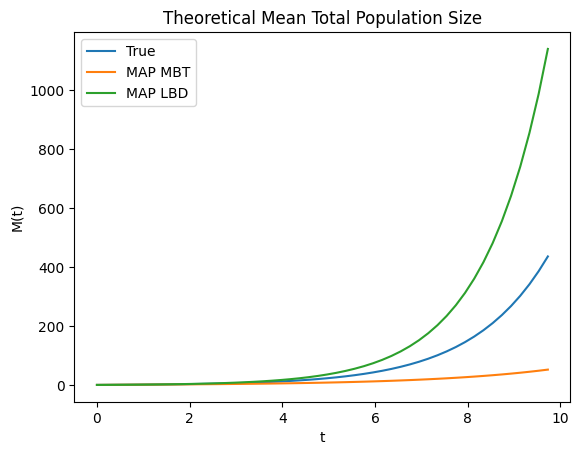 Theoretical Mean Total Population Size
True
MAP MBT
MAP LBD
M(t)
1000
800
600
400
200
0
0 2 4 6 8 10
t